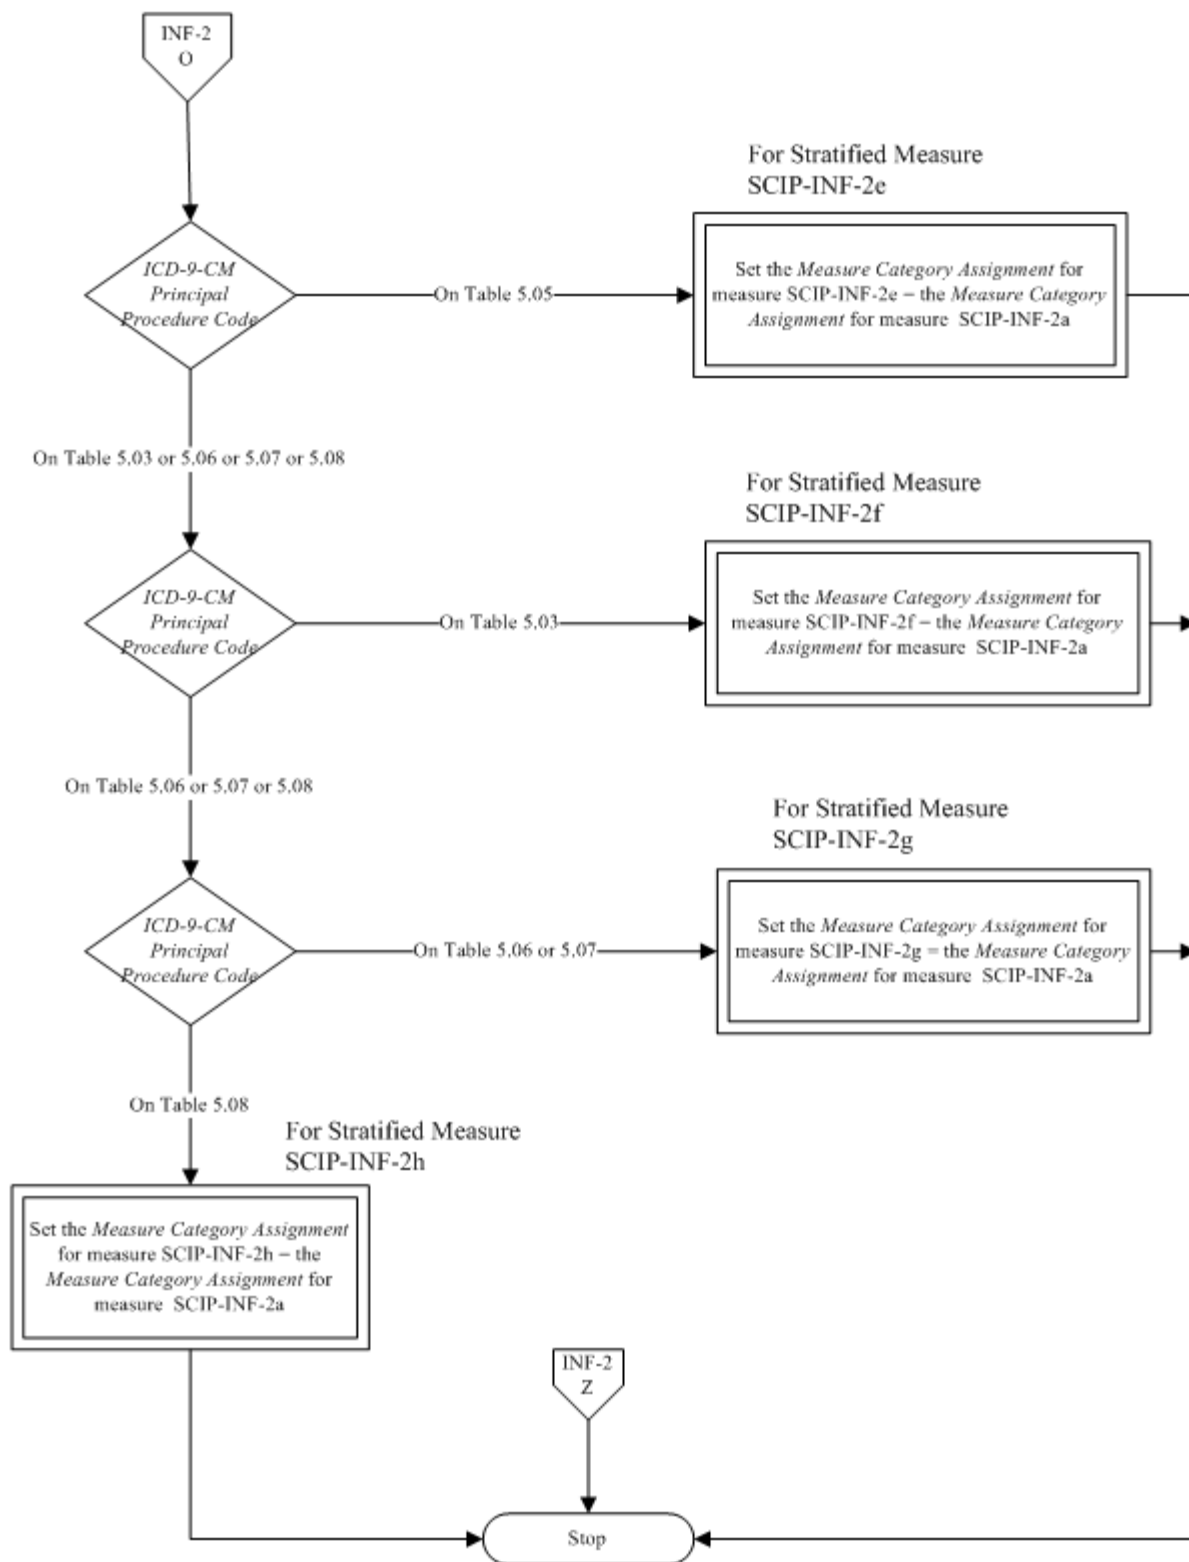 INF-2
O
For Stratified Measure
SCIP-INF-2e
ICD-9-CM
Principal
Procedure Code
On Table 5.05
Set the Measure Category Assignment for
measure SCIP-INF-2e = the Measure Category
Assignment for measure SCIP-INF-2a
On Table 5.03 or 5.06 or 5.07 or 5.08
For Stratified Measure
SCIP-INF-2f
ICD-9-CM
Principal
Procedure Code
On Table 5.03
Set the Measure Category Assignment for
measure SCIP-INF-2f = the Measure Category
Assignment for measure SCIP-INF-2a
On Table 5.06 or 5.07 or 5.08
For Stratified Measure
SCIP-INF-2g
ICD-9-CM
Principal
Procedure Code
On Table 5.06 or 5.07
Set the Measure Category Assignment for
measure SCIP-INF-2g = the Measure Category
Assignment for measure SCIP-INF-2a
On Table 5.08
For Stratified Measure
SCIP-INF-2h
Set the Measure Category Assignment
for measure SCIP-INF-2h = the
Measure Category Assignment for
measure SCIP-INF-2a
INF-2
Z
Stop